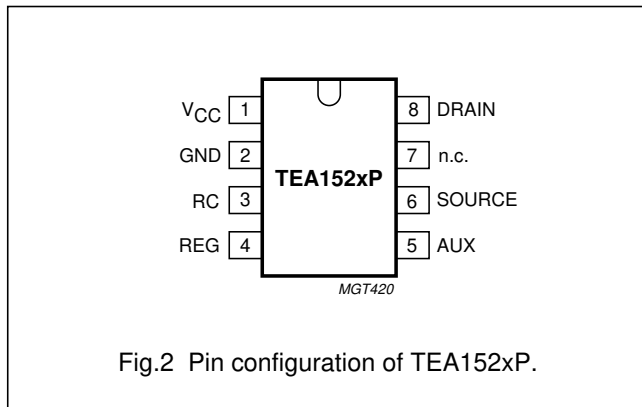 VCC 1 8 DRAIN
GND 2 7 n.c.
TEA152xP
RC 3 6 SOURCE
REG 4 5 AUX
MGT420
Fig.2 Pin configuration of TEA152xP.